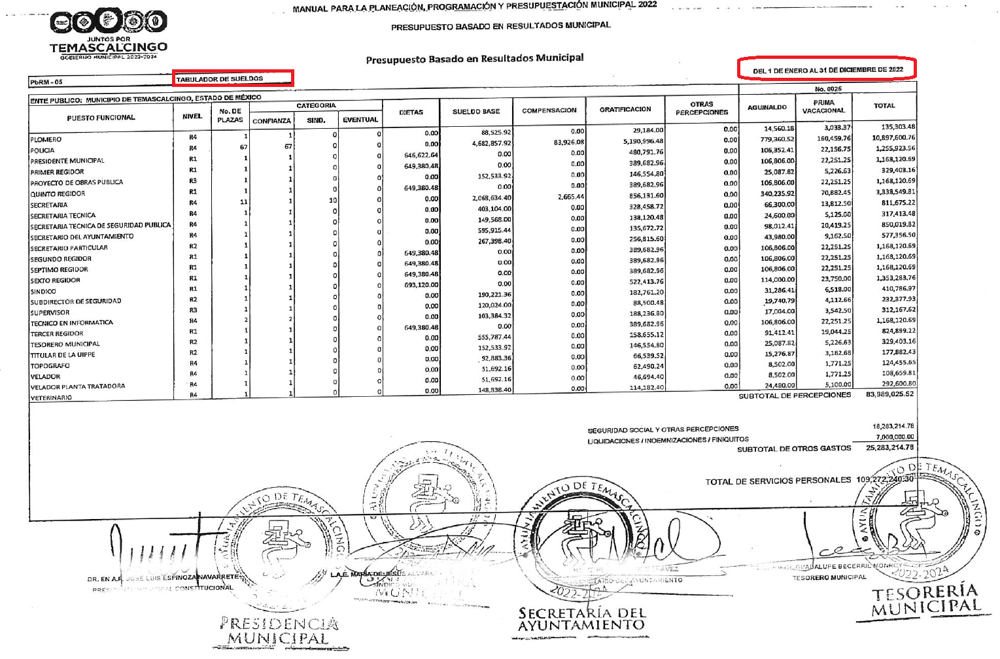 MANUAL PARA LA PLANEACIÓN, PROGRAMACIÓN Y PRESUPUESTACIÓN MUNICIPAL 2022
PRESUPUESTO BASADO EN RESULTADOS MUNICIPAL
JUNTOS POR
TEMASCALCINGO
GOBIERNO MUNICIPAL 2022-2024
Presupuesto Basado en Resultados Municipal
DEL 1 DE ENERO AL 31 DE DICIEMBRE DE 2022
PbRM - 05 TABULADOR DE SUELDOS
No. 0025
ENTE PUBLICO: MUNICIPIO DE TEMASCALCINGO, ESTADO DE MÉXICO
PUESTO FUNCIONAL NIVEL No. DE PLAZAS CATEGORIA CONFIANZA SIND. EVENTUAL DIETAS SUELDO BASE COMPENSACION GRATIFICACION OTRAS PERCEPCIONES AGUINALDO PRIMA VACACIONAL TOTAL
PLOMERO R4 1 1 0 0 0.00 88,525.92 0.00 29,184.00 0.00 14,560.18 3,033.37 135,303.48
POLICIA R4 67 67 0 0 0.00 4,682,857.92 83,926.08 5,190,996.48 0.00 779,360.52 160,459.76 10,897,600.76
PRESIDENTE MUNICIPAL R1 1 1 0 0 646,622.64 0.00 0.00 480,791.76 0.00 106,352.41 22,156.75 1,255,923.56
PRIMER REGIDOR R1 1 1 0 0 649,380.48 0.00 0.00 389,682.96 0.00 106,806.00 22,251.25 1,168,120.69
PROYECTO DE OBRAS PUBLICA R3 1 1 0 0 0.00 152,533.92 0.00 146,554.80 0.00 25,087.82 5,226.63 329,403.16
QUINTO REGIDOR R1 1 1 0 0 649,380.48 0.00 0.00 389,682.96 0.00 106,806.00 22,251.25 1,168,120.69
SECRETARIA R4 11 1 10 0 0.00 2,068,634.40 2,665.44 856,131.60 0.00 340,235.92 70,882.45 3,338,549.81
SECRETARIA TECNICA R4 1 1 0 0 0.00 403,104.00 0.00 328,458.72 0.00 66,300.00 13,812.50 811,675.22
SECRETARIA TECNICA DE SEGURIDAD PUBLICA R4 1 1 0 0 0.00 149,568.00 0.00 138,120.48 0.00 24,600.00 5,125.00 317,413.48
SECRETARIO DEL AYUNTAMIENTO R4 1 1 0 0 0.00 595,915.44 0.00 135,672.72 0.00 98,012.41 20,419.25 850,019.82
SECRETARIO PARTICULAR R2 1 1 0 0 0.00 267,398.40 0.00 256,815.60 0.00 43,980.00 9,162.50 577,356.50
SEGUNDO REGIDOR R1 1 1 0 0 649,380.48 0.00 0.00 389,682.96 0.00 106,806.00 22,251.25 1,168,120.69
SEPTIMO REGIDOR R1 1 1 0 0 649,380.48 0.00 0.00 389,682.96 0.00 106,806.00 22,251.25 1,168,120.69
SEXTO REGIDOR R1 1 1 0 0 649,380.48 0.00 0.00 389,682.96 0.00 106,806.00 22,251.25 1,168,120.69
SINDICO R1 1 1 0 0 693,120.00 0.00 0.00 522,413.76 0.00 114,000.00 23,750.00 1,353,283.76
SUBDIRECTOR DE SEGURIDAD R2 1 1 0 0 0.00 190,221.36 0.00 182,761.20 0.00 31,286.41 6,518.00 410,786.97
SUPERVISOR R3 1 1 0 0 0.00 120,024.00 0.00 88,500.48 0.00 19,740.79 4,112.66 232,377.93
TECNICO EN INFORMATICA R4 2 2 0 0 0.00 103,384.32 0.00 188,236.80 0.00 17,004.00 3,542.50 312,167.62
TERCER REGIDOR R1 1 1 0 0 649,380.48 0.00 0.00 389,682.96 0.00 106,806.00 22,251.25 1,168,120.69
TESORERO MUNICIPAL R2 1 1 0 0 0.00 555,787.44 0.00 158,655.12 0.00 91,412.41 19,044.25 824,899.22
TITULAR DE LA UIPPE R2 1 1 0 0 0.00 152,533.92 0.00 146,554.80 0.00 25,087.82 5,226.63 329,403.16
TOPOGRAFO R4 1 1 0 0 0.00 92,883.36 0.00 66,539.52 0.00 15,276.87 3,182.68 177,882.43
VELADOR R4 1 1 0 0 0.00 51,692.16 0.00 62,490.24 0.00 8,502.00 1,771.25 124,455.65
VELADOR PLANTA TRATADORA R4 1 1 0 0 0.00 51,692.16 0.00 46,694.40 0.00 8,502.00 1,771.25 108,659.81
VETERINARIO R4 1 1 0 0 0.00 148,838.40 0.00 114,182.40 0.00 24,480.00 5,100.00 292,600.80
SUBTOTAL DE PERCEPCIONES 83,989,025.52
SEGURIDAD SOCIAL Y OTRAS PERCEPCIONES 18,283,214.78
LIQUIDACIONES / INDEMNIZACIONES / FINIQUITOS 7,000,000.00
SUBTOTAL DE OTROS GASTOS 25,283,214.78
TOTAL DE SERVICIOS PERSONALES 109,272,240.30
AYUNTAMIENTO DE TEMASCALCINGO
AYUNTAMIENTO DE TEMASCALCINGO
AYUNTAMIENTO DE TEMASCALCINGO
DR. EN A.P. JOSE LUIS ESPINOZA NAVARRETE
PRESIDENTE MUNICIPAL CONSTITUCIONAL
L.A.E. MARIA DE JESUS
AYUNTAMIENTO
GUADALUPE BECERRIL MONROY
TESORERO MUNICIPAL
2022-2024
2022-2024
PRESIDENCIA
MUNICIPAL
MUNICIPAL
SECRETARÍA DEL
AYUNTAMIENTO
TESORERÍA
MUNICIPAL